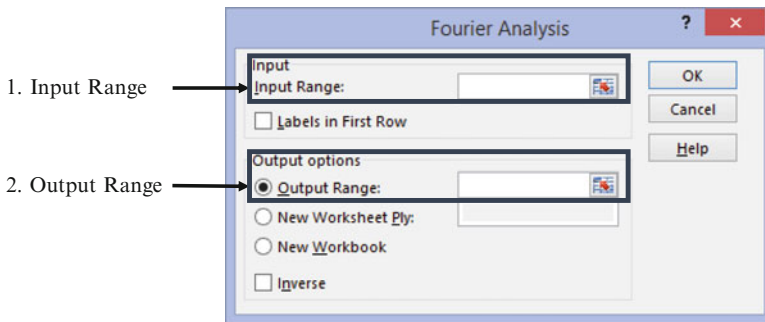 Fourier Analysis ? ×
Input
1. Input Range
Input Range:
OK
Labels in First Row
Cancel
Help
Output options
2. Output Range
Output Range:
New Worksheet Ply:
New Workbook
Inverse